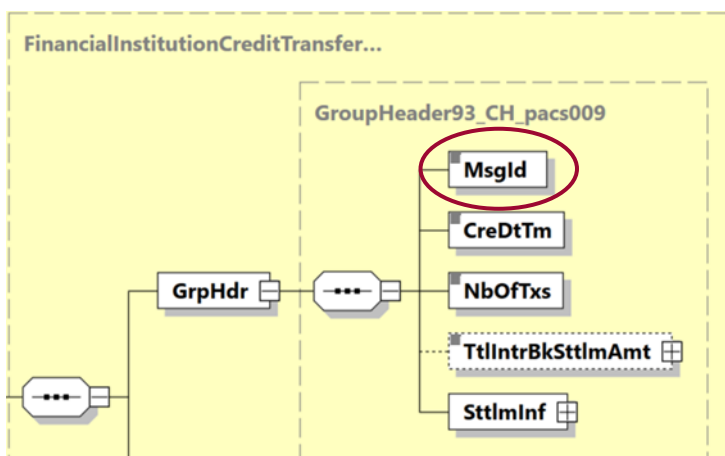 FinancialInstitutionCreditTransfer...
GroupHeader93_CH_pacs009
MsgId
CreDtTm
GrpHdr
NbOfTxs
TtlIntrBkSttlmAmt
SttlmInf